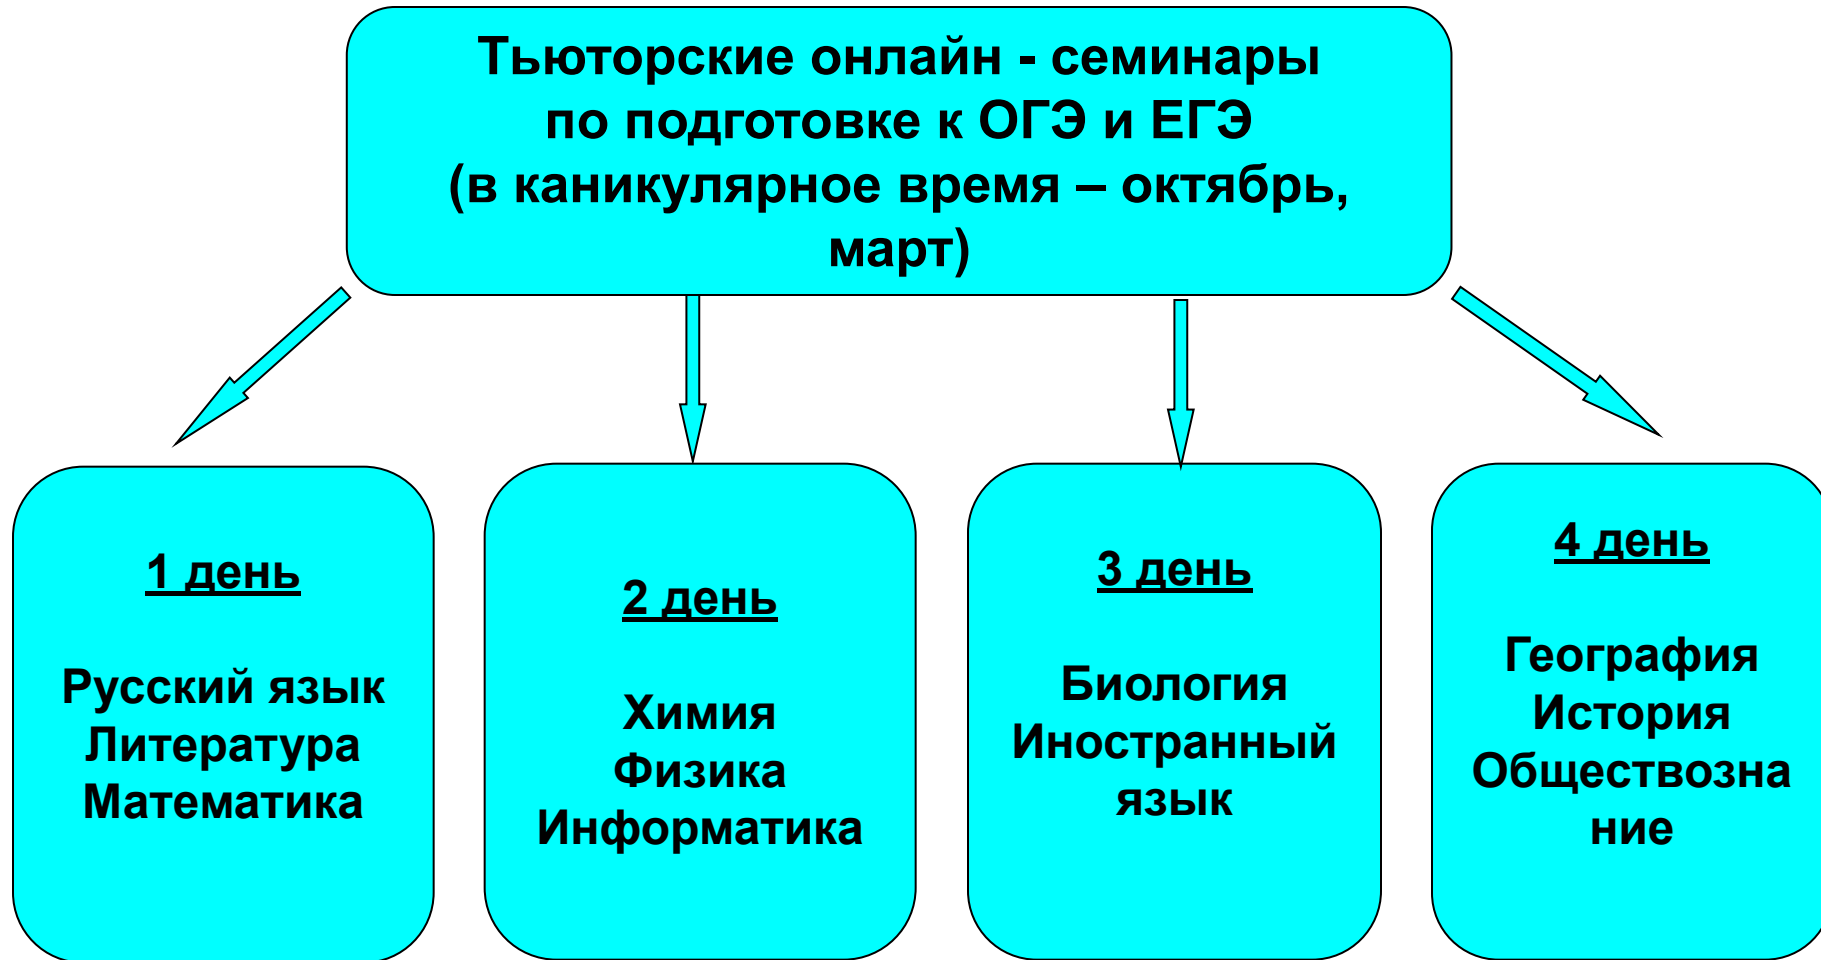 Тьюторские онлайн - семинары
по подготовке к ОГЭ и ЕГЭ
(в каникулярное время – октябрь,
март)
1 день
Русский язык
Литература
Математика
2 день
Химия
Физика
Информатика
3 день
Биология
Иностранный
язык
4 день
География
История
Обществозна
ние